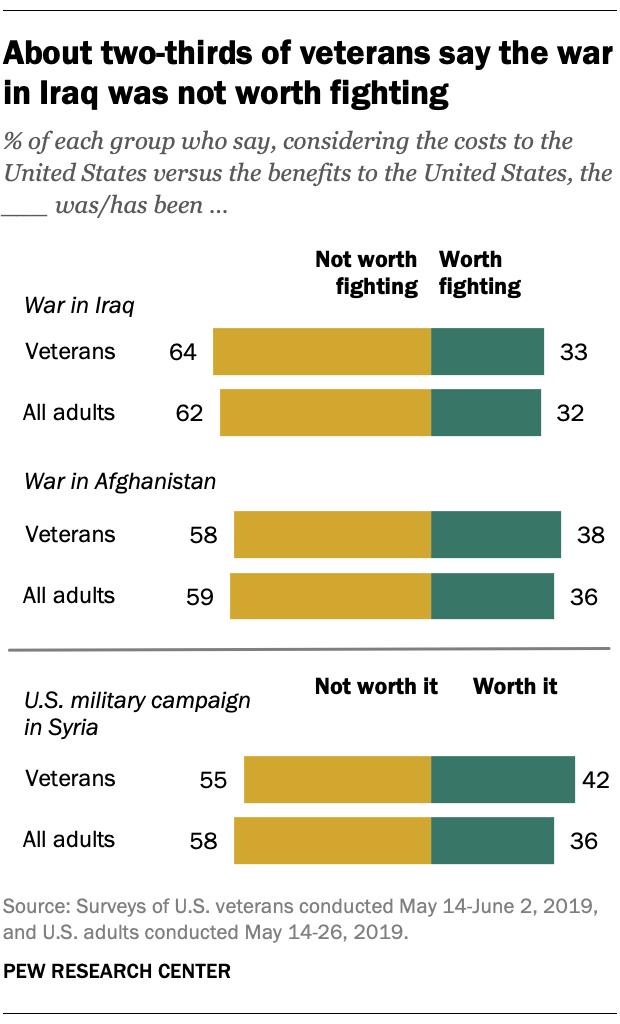 About two-thirds of veterans say the war
in Iraq was not worth fighting
% of each group who say, considering the costs to the
United States versus the benefits to the United States, the
___ was/has been ...
Not worth fighting Worth fighting
War in Iraq
Veterans 64 33
All adults 62 32
War in Afghanistan
Veterans 58 38
All adults 59 36
Not worth it Worth it
U.S. military campaign
in Syria
Veterans 55 42
All adults 58 36
Source: Surveys of U.S. veterans conducted May 14-June 2, 2019,
and U.S. adults conducted May 14-26, 2019.
PEW RESEARCH CENTER